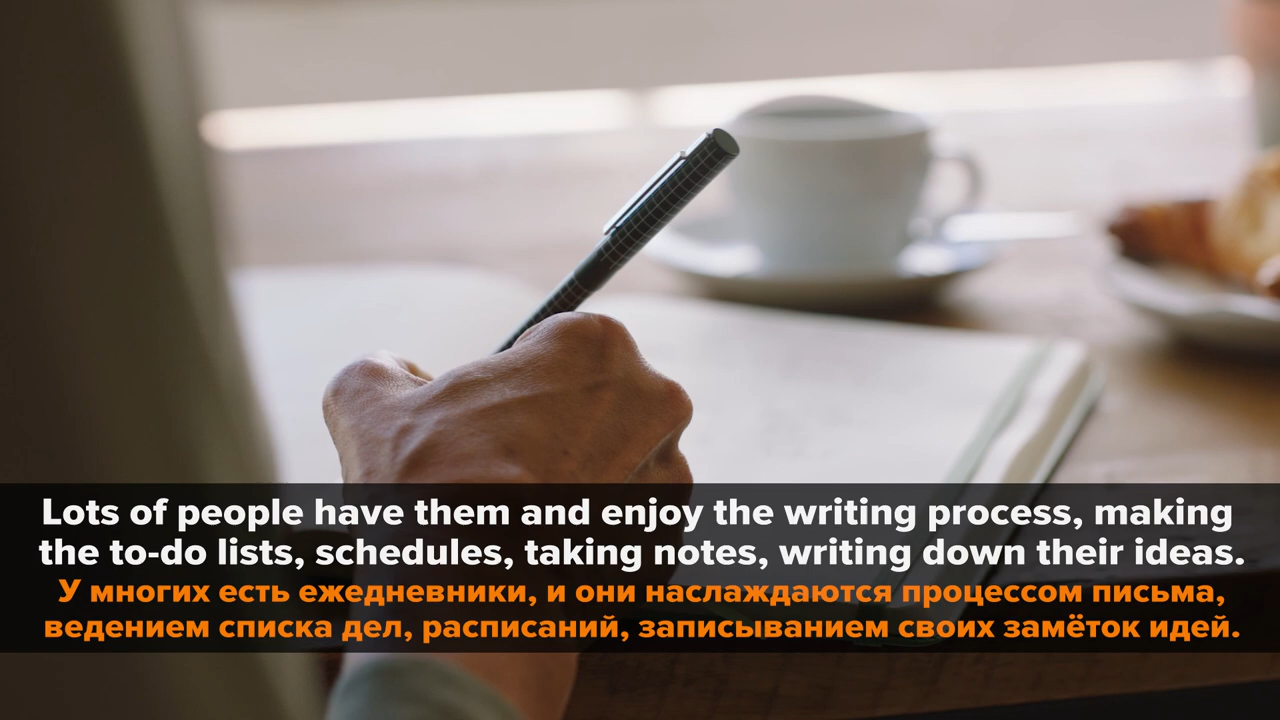 Lots of people have them and enjoy the writing process, making
the to-do lists, schedules, taking notes, writing down their ideas.
У многих есть ежедневники, и они наслаждаются процессом письма,
ведением списка дел, расписаний, записыванием своих замёток идей.